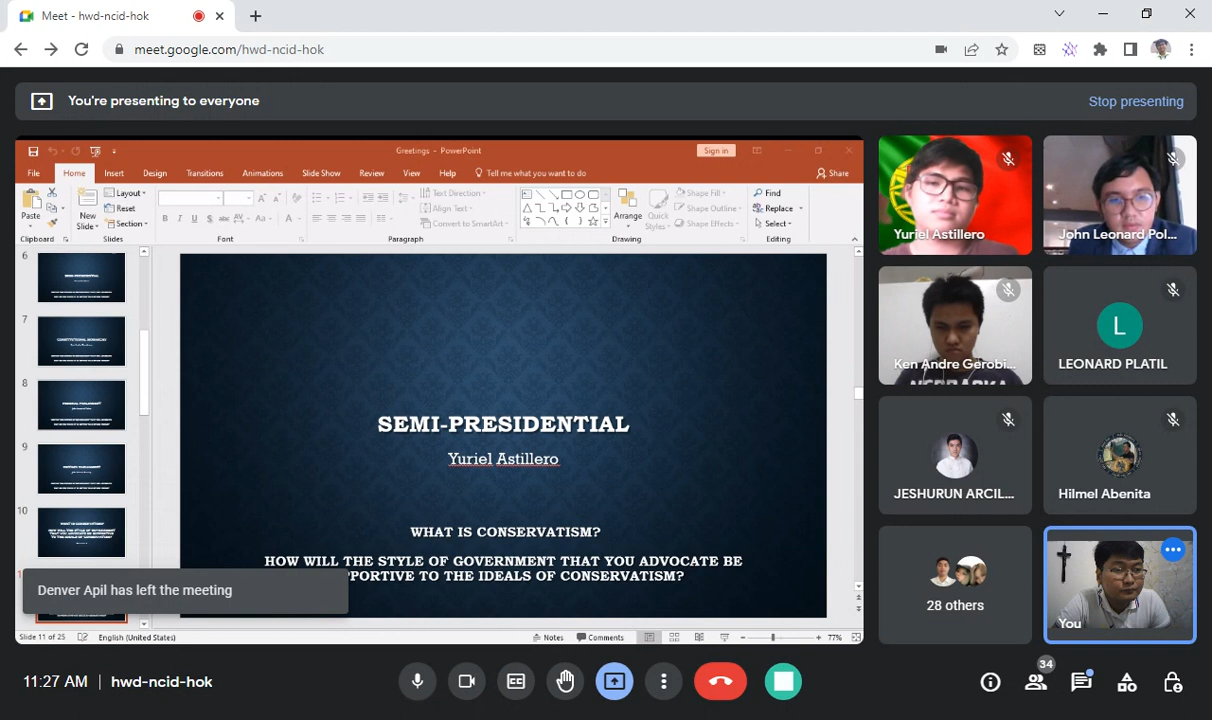 Meet - hwd-ncid-hok
meet.google.com/hwd-ncid-hok
You're presenting to everyone
Stop presenting
Greetings - PowerPoint
Sign in
File Home Insert Design Transitions Animations Slide Show Review View Help Tell me what you want to do Share
Paste
New Slide
Layout
Reset
Section
B I U S abc AV Aa A
Text Direction
Align Text
Convert to SmartArt
Arrange
Quick Styles
Shape Fill
Shape Outline
Shape Effects
Find
Replace
Select
Clipboard Slides Font Paragraph Drawing Editing
6
7
8
9
10
SEMI-PRESIDENTIAL
Yuriel Astillero
WHAT IS CONSERVATISM?
HOW WILL THE STYLE OF GOVERNMENT THAT YOU ADVOCATE BE
PPORTIVE TO THE IDEALS OF CONSERVATISM?
Denver Apil has left the meeting
Slide 11 of 25 English (United States) Notes Comments 77%
Yuriel Astillero
John Leonard Pol...
Ken Andre Gerobi...
L
LEONARD PLATIL
JESHURUN ARCIL...
Hilmel Abenita
28 others
You
11:27 AM | hwd-ncid-hok
34